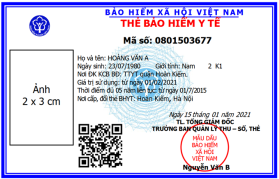 BẢO HIỂM XÃ HỘI VIỆT NAM
THẺ BẢO HIỂM Y TẾ
Mã số: 0801503677
Họ và tên: HOÀNG VĂN A
Ngày sinh: 23/07/1980 Giới tính: Nam 2 K1
Nơi ĐK KCB BĐ: TTYT quận Hoàn Kiếm.
Giá trị sử dụng: từ ngày 01/02/2021
Thời điểm đủ 05 năm liên tục: từ ngày 01/7/2015
Nơi cấp, đổi thẻ BHYT: Hoàn Kiếm, Hà Nội
Ảnh
2 x 3 cm
Ngày 15 tháng 01 năm 2021
TL. TỔNG GIÁM ĐỐC
TRƯỞNG BAN QUẢN LÝ THU – SỔ, THẺ
MẪU DẤU
BẢO HIỂM
XÃ HỘI
VIỆT NAM
Nguyễn Văn B